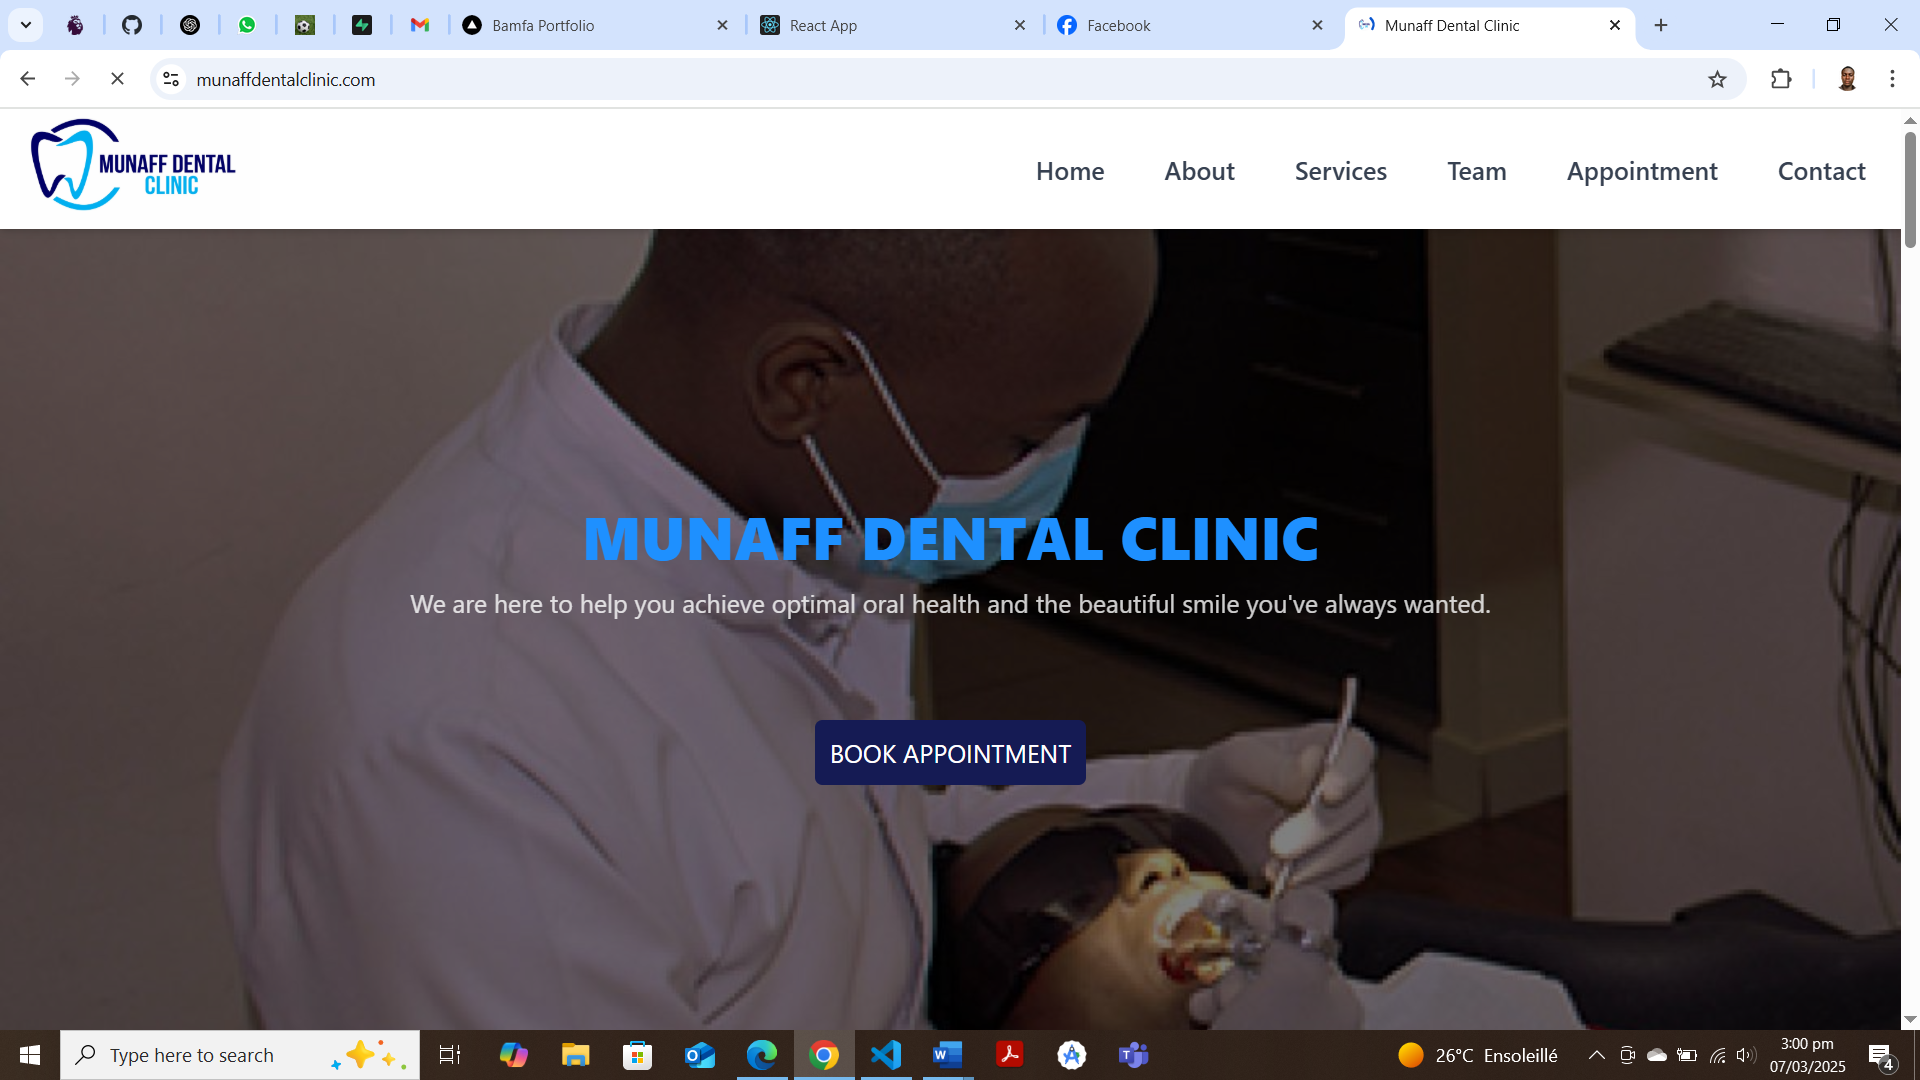 Bamfa Portfolio
React App
Facebook
Munaff Dental Clinic
munaffdentalclinic.com
MUNAFF DENTAL
CLINIC
Home
About
Services
Team
Appointment
Contact
MUNAFF DENTAL CLINIC
We are here to help you achieve optimal oral health and the beautiful smile you've always wanted.
BOOK APPOINTMENT
Type here to search
26°C Ensoleillé
3:00 pm
07/03/2025
4